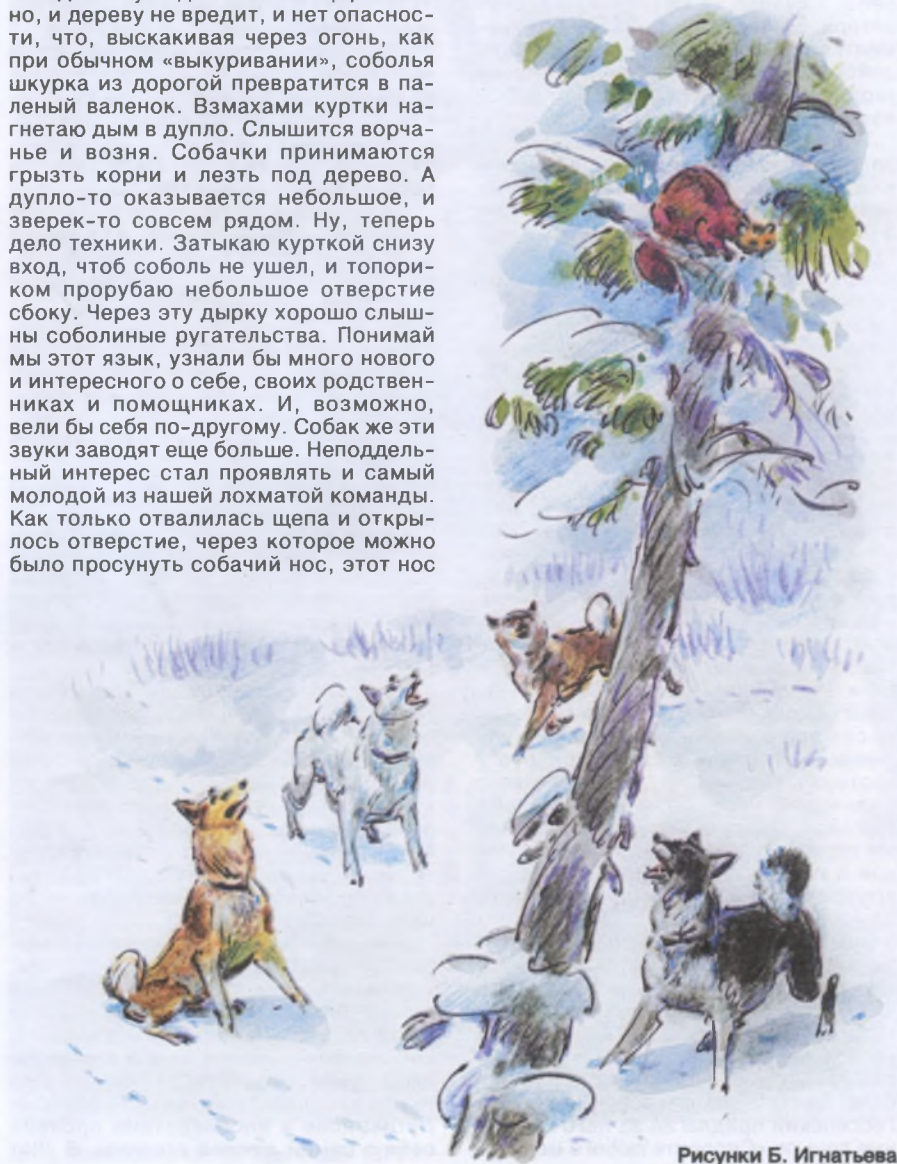 но, и дереву не вредит, и нет опаснос-
ти, что, выскакивая через огонь, как
при обычном «выкуривании», соболья
шкурка из дорогой превратится в па-
леный валенок. Взмахами куртки на-
гнетаю дым в дупло. Слышится ворча-
нье и возня. Собачки принимаются
грызть корни и лезть под дерево. А
дупло-то оказывается небольшое, и
зверек-то совсем рядом. Ну, теперь
дело техники. Затыкаю курткой снизу
вход, чтоб соболь не ушел, и топори-
ком прорубаю небольшое отверстие
сбоку. Через эту дырку хорошо слыш-
ны соболиные ругательства. Понимай
мы этот язык, узнали бы много нового
и интересного о себе, своих родствен-
никах и помощниках. И, возможно,
вели бы себя по-другому. Собак же эти
звуки заводят еще больше. Неподдель-
ный интерес стал проявлять и самый
молодой из нашей лохматой команды.
Как только отвалилась щепа и откры-
лось отверстие, через которое можно
было просунуть собачий нос, этот нос
Рисунки Б. Игнатьева